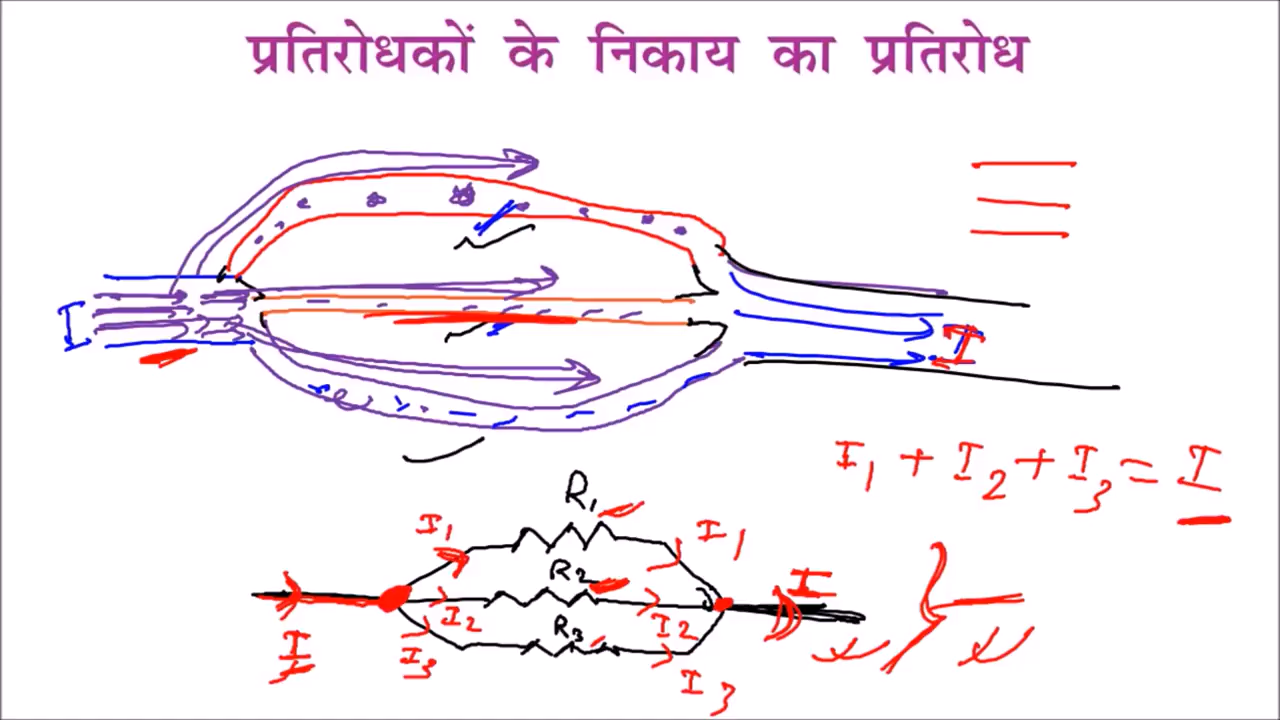 प्रतिरोधकों के निकाय का प्रतिरोध
I
I
I₁ + I₂ + I₃ = I
R₁
I₁ I₁
R₂
I I
I₂ I₂
R₃
I₃
I₃